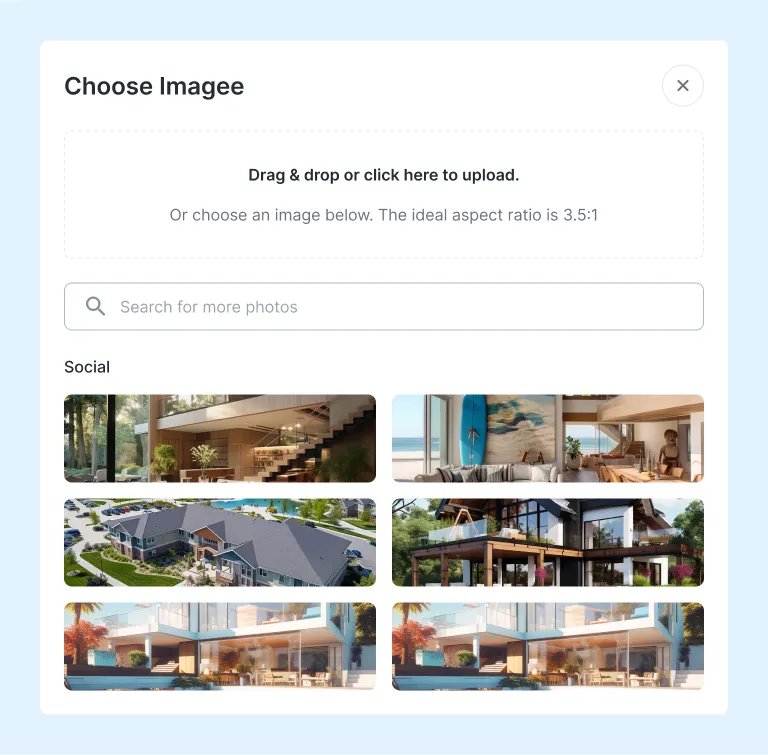 Choose Imagee
Drag & drop or click here to upload.
Or choose an image below. The ideal aspect ratio is 3.5:1
Search for more photos
Social